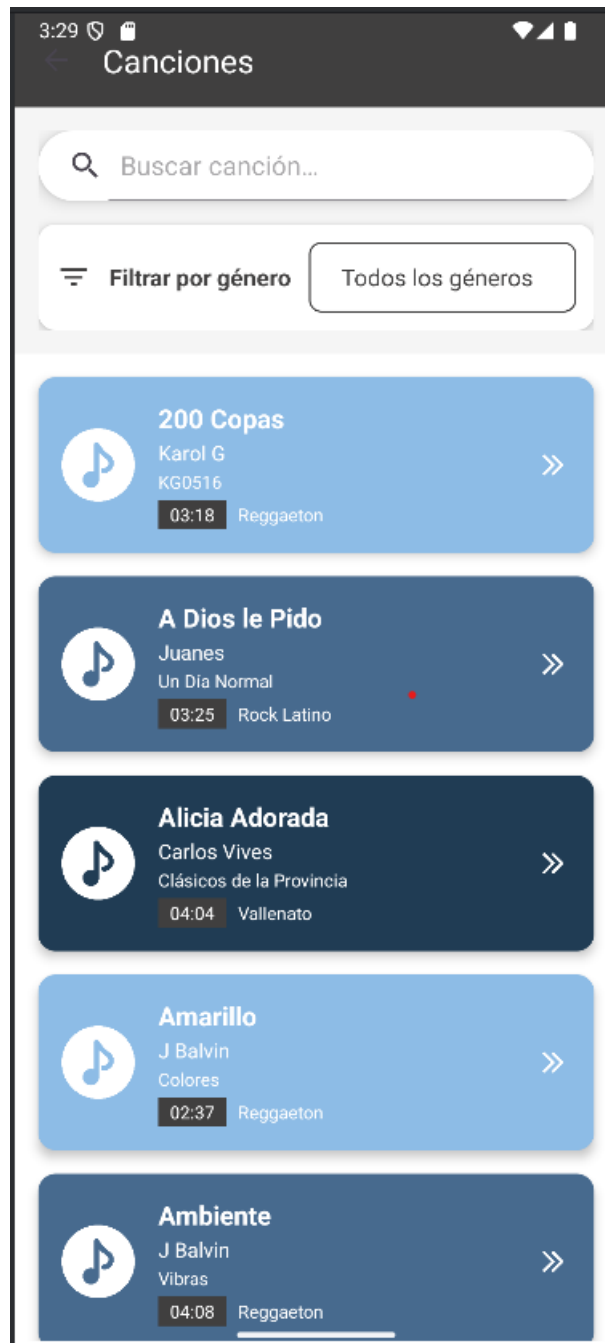 3:29
Canciones
Buscar canción...
Filtrar por género Todos los géneros
200 Copas
Karol G
KG0516
03:18 Reggaeton
A Dios le Pido
Juanes
Un Día Normal
03:25 Rock Latino
Alicia Adorada
Carlos Vives
Clásicos de la Provincia
04:04 Vallenato
Amarillo
J Balvin
Colores
02:37 Reggaeton
Ambiente
J Balvin
Vibras
04:08 Reggaeton